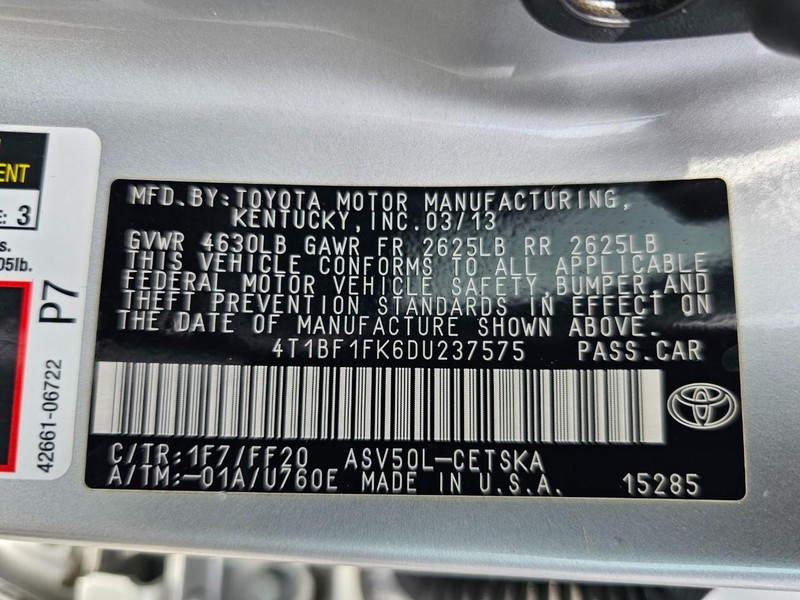 ENT
: 3
s.
05lb.
P7
42661-06722
MFD.BY:TOYOTA MOTOR MANUFACTURING,
KENTUCKY,INC.03/13
GVWR 4630LB GAWR FR 2625LB RR 2625LB
THIS VEHICLE CONFORMS TO ALL APPLICABLE
FEDERAL MOTOR VEHICLE SAFETY,BUMPER,AND
THEFT PREVENTION STANDARDS IN EFFECT ON
THE DATE OF MANUFACTURE SHOWN ABOVE.
4T1BF1FK6DU237575 PASS.CAR
C/TR:1F7/FF20 ASV50L-CETSKA
A/TM:-01A/U760E MADE IN U.S.A. 15285